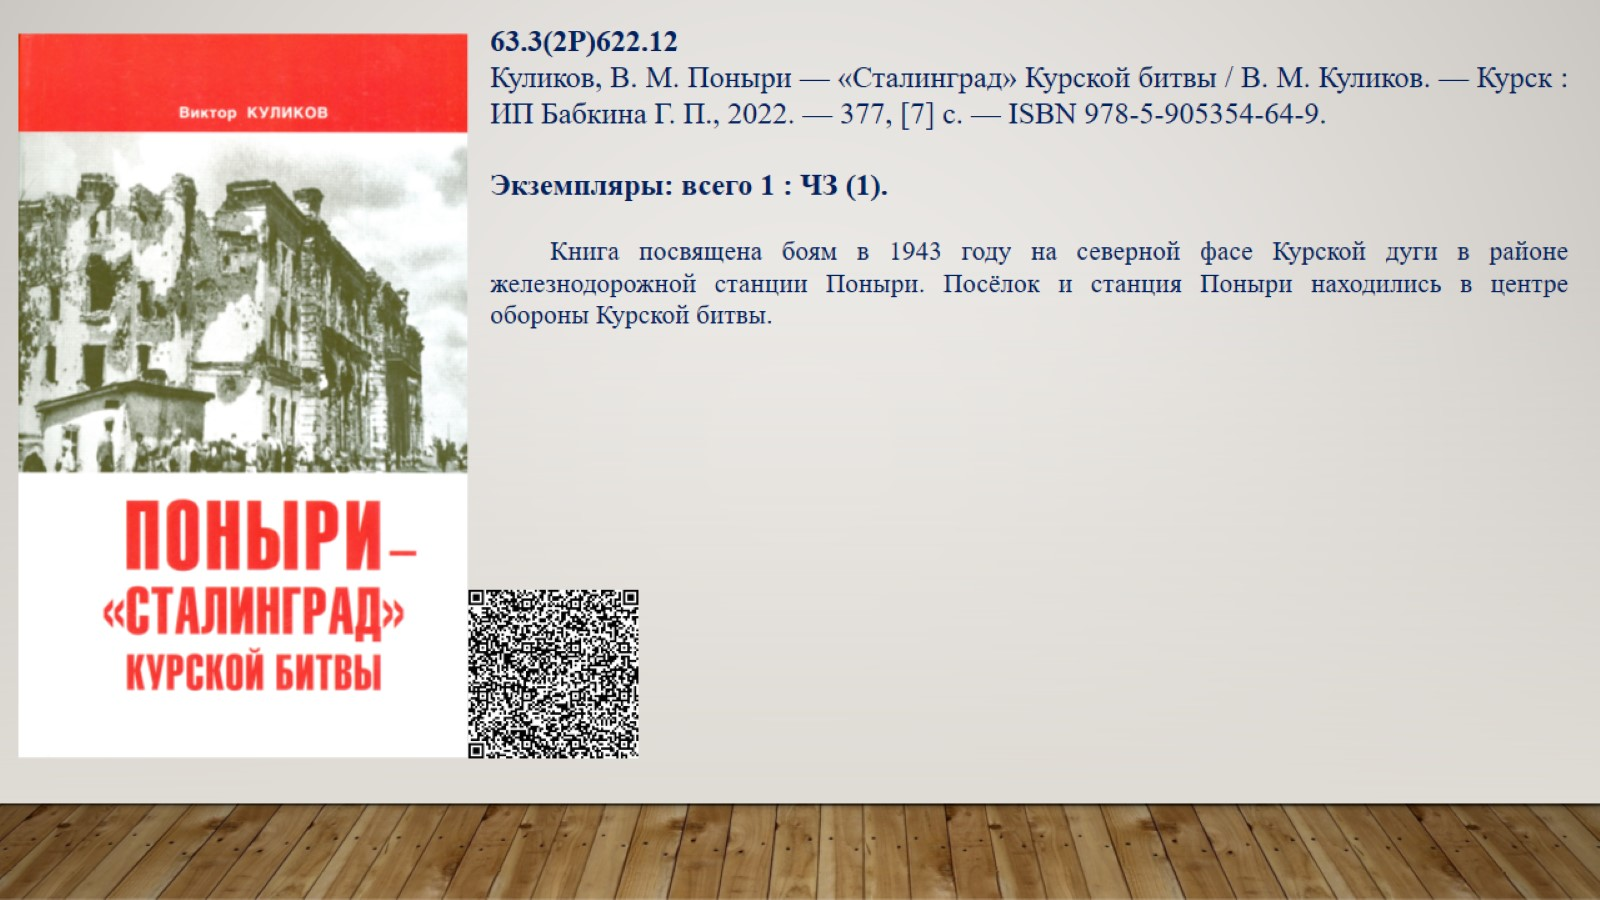 Виктор КУЛИКОВ
ПОНЫРИ –
«СТАЛИНГРАД»
КУРСКОЙ БИТВЫ
63.3(2Р)622.12
Куликов, В. М. Поныри — «Сталинград» Курской битвы / В. М. Куликов. — Курск :
ИП Бабкина Г. П., 2022. — 377, [7] с. — ISBN 978-5-905354-64-9.
Экземпляры: всего 1 : ЧЗ (1).
Книга посвящена боям в 1943 году на северной фасе Курской дуги в районе
железнодорожной станции Поныри. Посёлок и станция Поныри находились в центре
обороны Курской битвы.